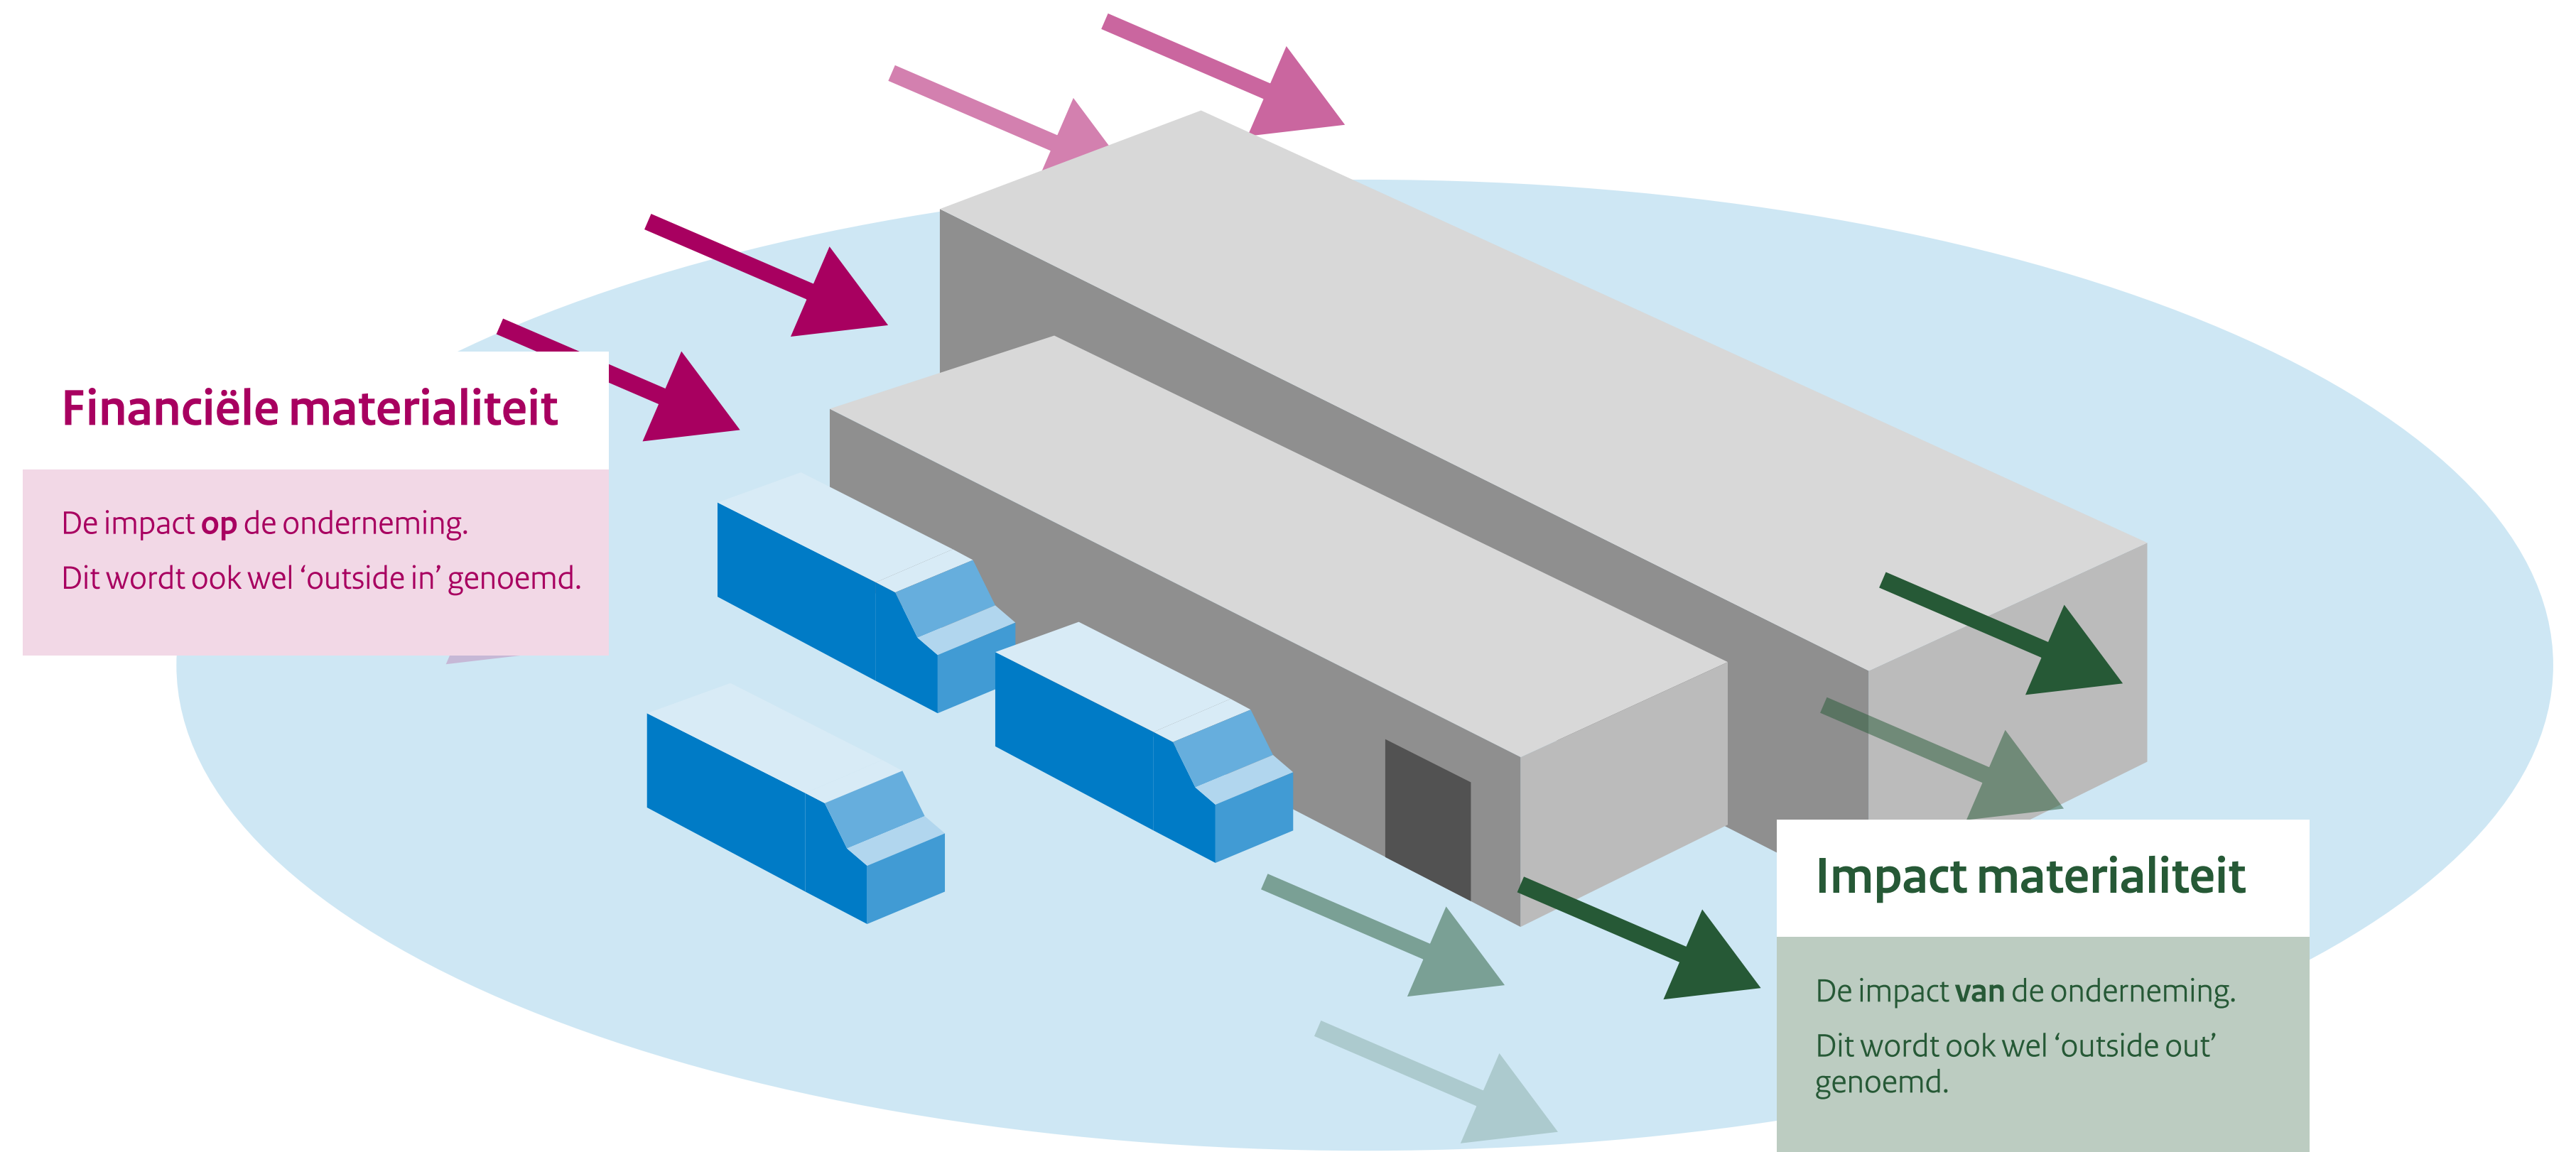 Financiële materialiteit
De impact op de onderneming.
Dit wordt ook wel ‘outside in’ genoemd.
Impact materialiteit
De impact van de onderneming.
Dit wordt ook wel ‘outside out’
genoemd.